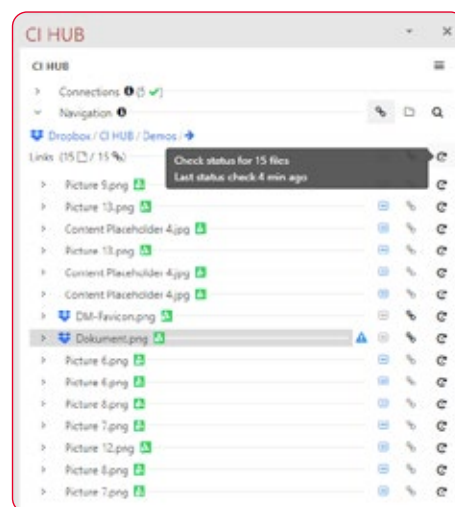 CI HUB
CI HUB
Connections
Navigation
Dropbox / CI HUB / Demos /
Links (15 / 15)
Check status for 15 files
Last status check 4 min ago
Picture 9.png
Picture 13.png
Content Placeholder 4.jpg
Picture 13.png
Content Placeholder 4.jpg
Content Placeholder 4.jpg
DM-Favicon.png
Dokument.png
Picture 6.png
Picture 6.png
Picture 8.png
Picture 7.png
Picture 12.png
Picture 8.png
Picture 7.png